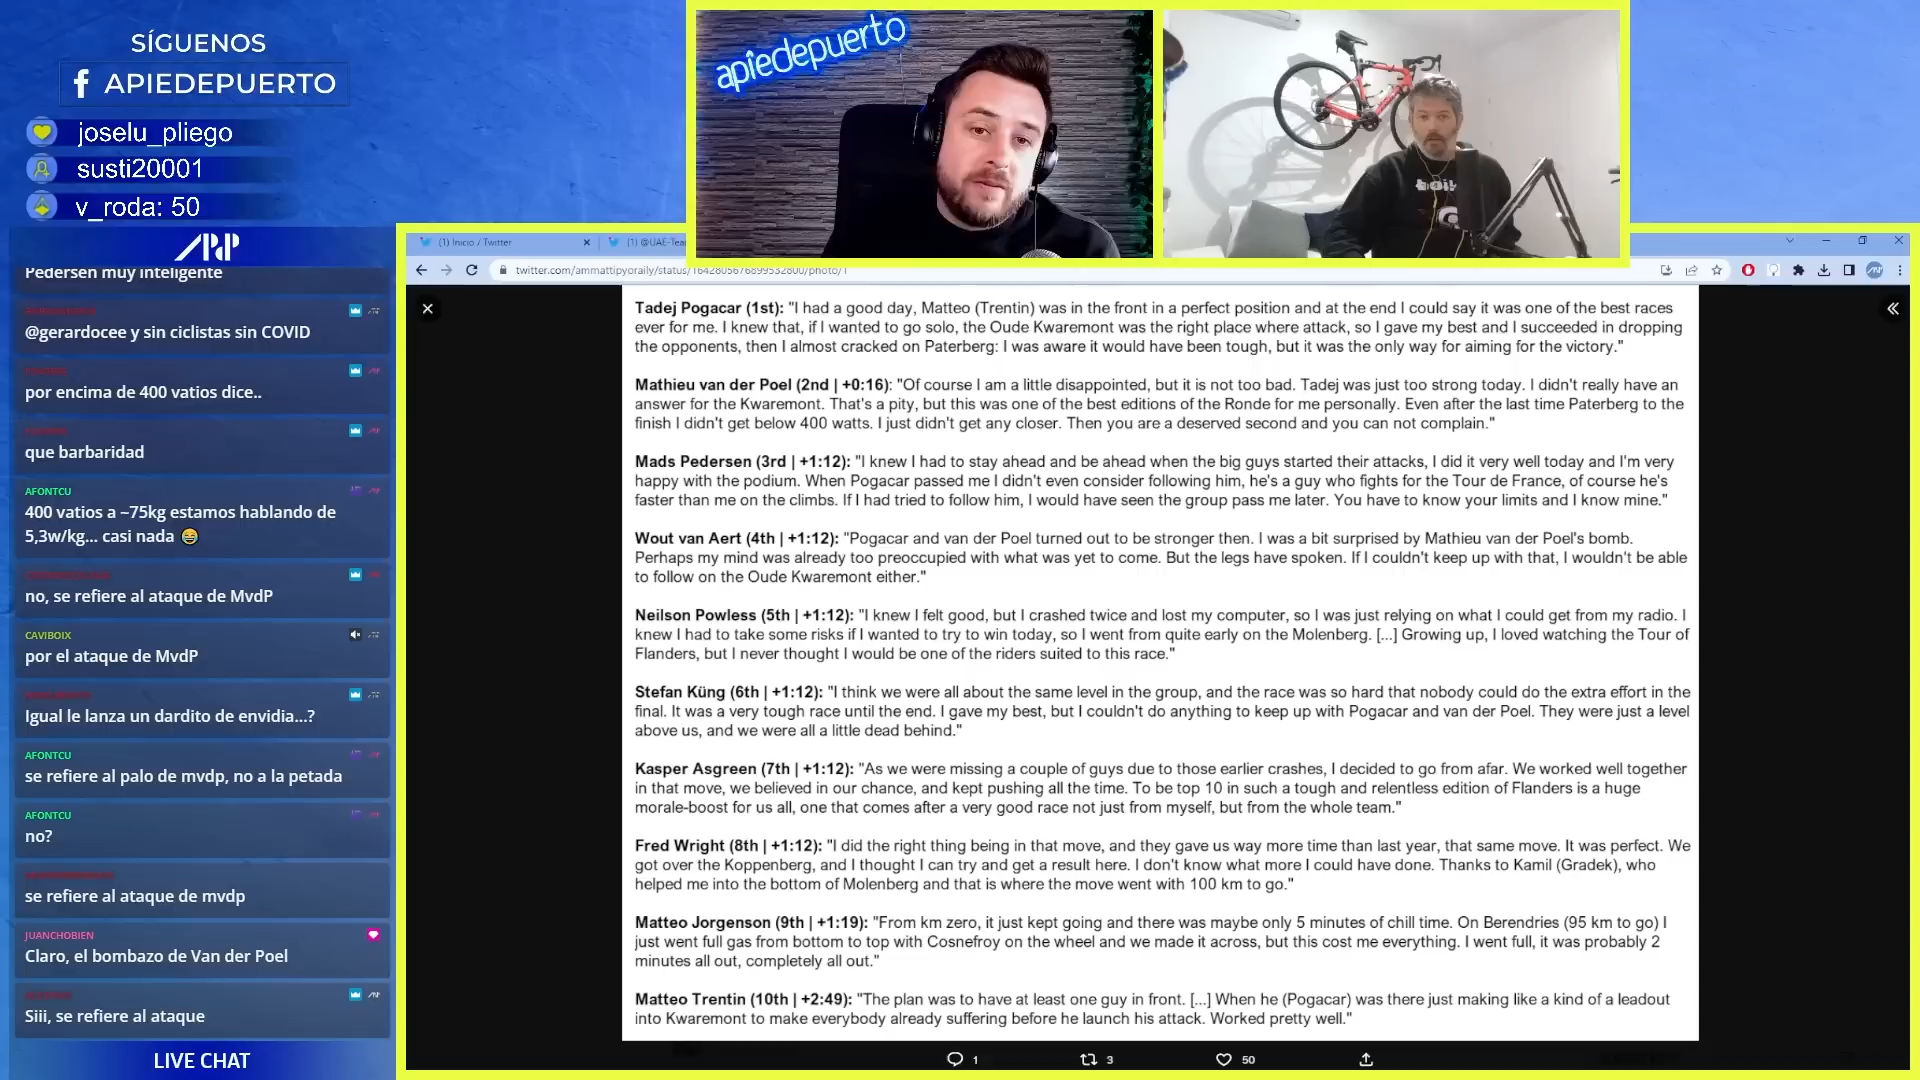 SÍGUENOS
APIEDEPUERTO
joselu_pliego
susti20001
v_roda: 50
apiedepuerto
Pedersen muy inteligente
@gerardocee y sin ciclistas sin COVID
por encima de 400 vatios dice..
que barbaridad
AFONTCU
400 vatios a ~75kg estamos hablando de
5,3w/kg... casi nada 😂
no, se refiere al ataque de MvdP
CAVIBOIX
por el ataque de MvdP
Igual le lanza un dardito de envidia...?
AFONTCU
se refiere al palo de mvdp, no a la petada
AFONTCU
no?
se refiere al ataque de mvdp
JUANCHOBIEN
Claro, el bombazo de Van der Poel
Siii, se refiere al ataque
LIVE CHAT
(1) Inicio / Twitter
(1) @UAE-Tea
twitter.com/ammattipyoraily/status/1642805676899532800/photo/1
Tadej Pogacar (1st): "I had a good day, Matteo (Trentin) was in the front in a perfect position and at the end I could say it was one of the best races
ever for me. I knew that, if I wanted to go solo, the Oude Kwaremont was the right place where attack, so I gave my best and I succeeded in dropping
the opponents, then I almost cracked on Paterberg: I was aware it would have been tough, but it was the only way for aiming for the victory."
Mathieu van der Poel (2nd | +0:16): "Of course I am a little disappointed, but it is not too bad. Tadej was just too strong today. I didn't really have an
answer for the Kwaremont. That's a pity, but this was one of the best editions of the Ronde for me personally. Even after the last time Paterberg to the
finish I didn't get below 400 watts. I just didn't get any closer. Then you are a deserved second and you can not complain."
Mads Pedersen (3rd | +1:12): "I knew I had to stay ahead and be ahead when the big guys started their attacks, I did it very well today and I'm very
happy with the podium. When Pogacar passed me I didn't even consider following him, he's a guy who fights for the Tour de France, of course he's
faster than me on the climbs. If I had tried to follow him, I would have seen the group pass me later. You have to know your limits and I know mine."
Wout van Aert (4th | +1:12): "Pogacar and van der Poel turned out to be stronger then. I was a bit surprised by Mathieu van der Poel's bomb.
Perhaps my mind was already too preoccupied with what was yet to come. But the legs have spoken. If I couldn't keep up with that, I wouldn't be able
to follow on the Oude Kwaremont either."
Neilson Powless (5th | +1:12): "I knew I felt good, but I crashed twice and lost my computer, so I was just relying on what I could get from my radio. I
knew I had to take some risks if I wanted to try to win today, so I went from quite early on the Molenberg. [...] Growing up, I loved watching the Tour of
Flanders, but I never thought I would be one of the riders suited to this race."
Stefan Küng (6th | +1:12): "I think we were all about the same level in the group, and the race was so hard that nobody could do the extra effort in the
final. It was a very tough race until the end. I gave my best, but I couldn't do anything to keep up with Pogacar and van der Poel. They were just a level
above us, and we were all a little dead behind."
Kasper Asgreen (7th | +1:12): "As we were missing a couple of guys due to those earlier crashes, I decided to go from afar. We worked well together
in that move, we believed in our chance, and kept pushing all the time. To be top 10 in such a tough and relentless edition of Flanders is a huge
morale-boost for us all, one that comes after a very good race not just from myself, but from the whole team."
Fred Wright (8th | +1:12): "I did the right thing being in that move, and they gave us way more time than last year, that same move. It was perfect. We
got over the Koppenberg, and I thought I can try and get a result here. I don't know what more I could have done. Thanks to Kamil (Gradek), who
helped me into the bottom of Molenberg and that is where the move went with 100 km to go."
Matteo Jorgenson (9th | +1:19): "From km zero, it just kept going and there was maybe only 5 minutes of chill time. On Berendries (95 km to go) I
just went full gas from bottom to top with Cosnefroy on the wheel and we made it across, but this cost me everything. I went full, it was probably 2
minutes all out, completely all out."
Matteo Trentin (10th | +2:49): "The plan was to have at least one guy in front. [...] When he (Pogacar) was there just making like a kind of a leadout
into Kwaremont to make everybody already suffering before he launch his attack. Worked pretty well."
1
3
50